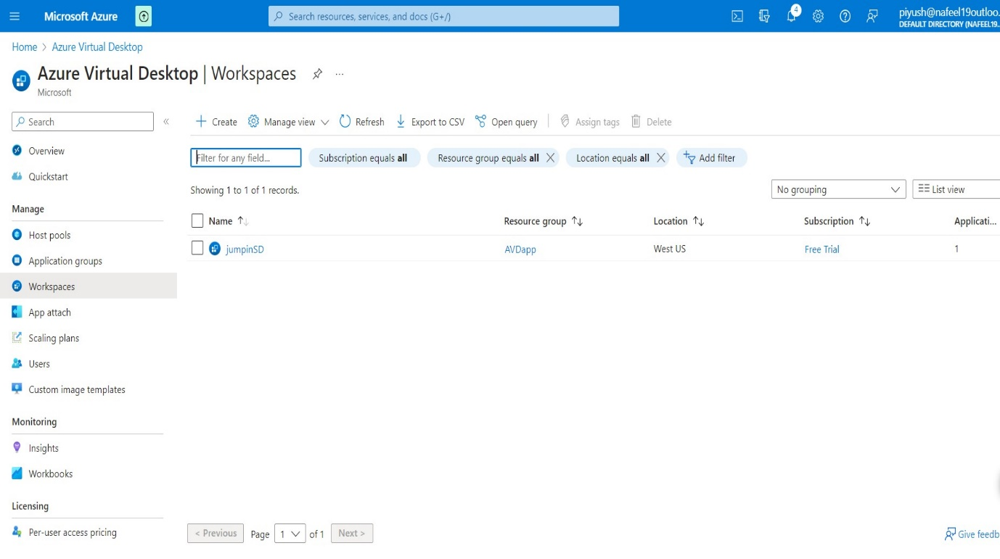 Microsoft Azure
Search resources, services, and docs (G+/)
4
piyush@nafeel19outloo...
DEFAULT DIRECTORY (NAFEEL19...
Home > Azure Virtual Desktop
Azure Virtual Desktop | Workspaces
Microsoft
Search
Create Manage view Refresh Export to CSV Open query Assign tags Delete
Overview
Quickstart
Manage
Host pools
Application groups
Workspaces
App attach
Scaling plans
Users
Custom image templates
Monitoring
Insights
Workbooks
Licensing
Per-user access pricing
Filter for any field... Subscription equals all Resource group equals all Location equals all Add filter
Showing 1 to 1 of 1 records.
No grouping List view
Name Resource group Location Subscription Applicati...
jumpinSD AVDapp West US Free Trial 1
< Previous Page 1 of 1 Next >
Give feedb